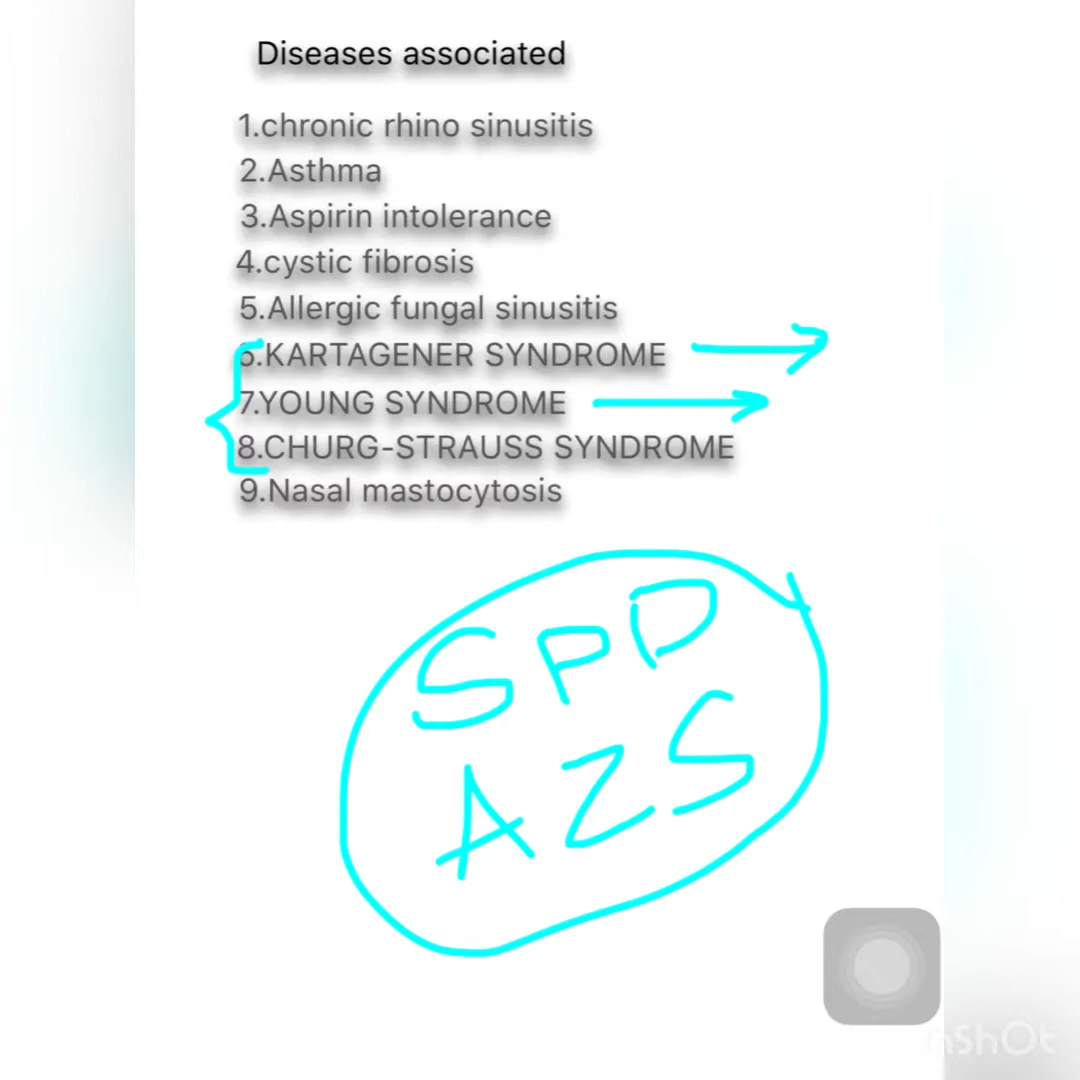 Diseases associated
1.chronic rhino sinusitis
2.Asthma
3.Aspirin intolerance
4.cystic fibrosis
5.Allergic fungal sinusitis
6.KARTAGENER SYNDROME
7.YOUNG SYNDROME
8.CHURG-STRAUSS SYNDROME
9.Nasal mastocytosis
SPD
AZS
nShOt